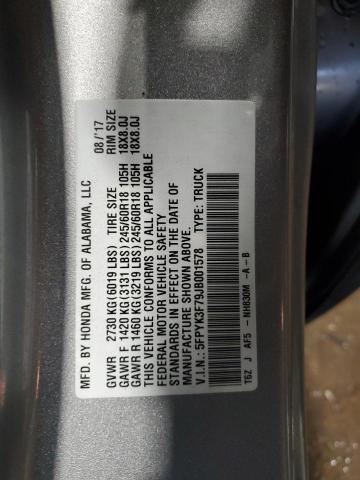 MFD. BY HONDA MFG. OF ALABAMA, LLC 08/'17
GVWR 2730 KG(6019 LBS) TIRE SIZE RIM SIZE
GAWR F 1420 KG(3131 LBS) 245/60R18 105H 18X8.0J
GAWR R 1460 KG(3219 LBS) 245/60R18 105H 18X8.0J
THIS VEHICLE CONFORMS TO ALL APPLICABLE
FEDERAL MOTOR VEHICLE SAFETY
STANDARDS IN EFFECT ON THE DATE OF
MANUFACTURE SHOWN ABOVE.
V.I.N.: 5FPYK3F79JB001578 TYPE: TRUCK
T6Z J AF5- NH830M -A-B